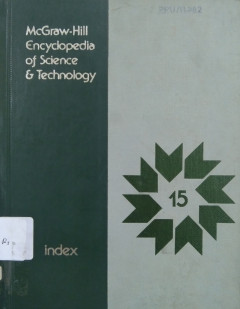 McGraw-Hill
Encyclopedia
of Science
& Technology
15
index